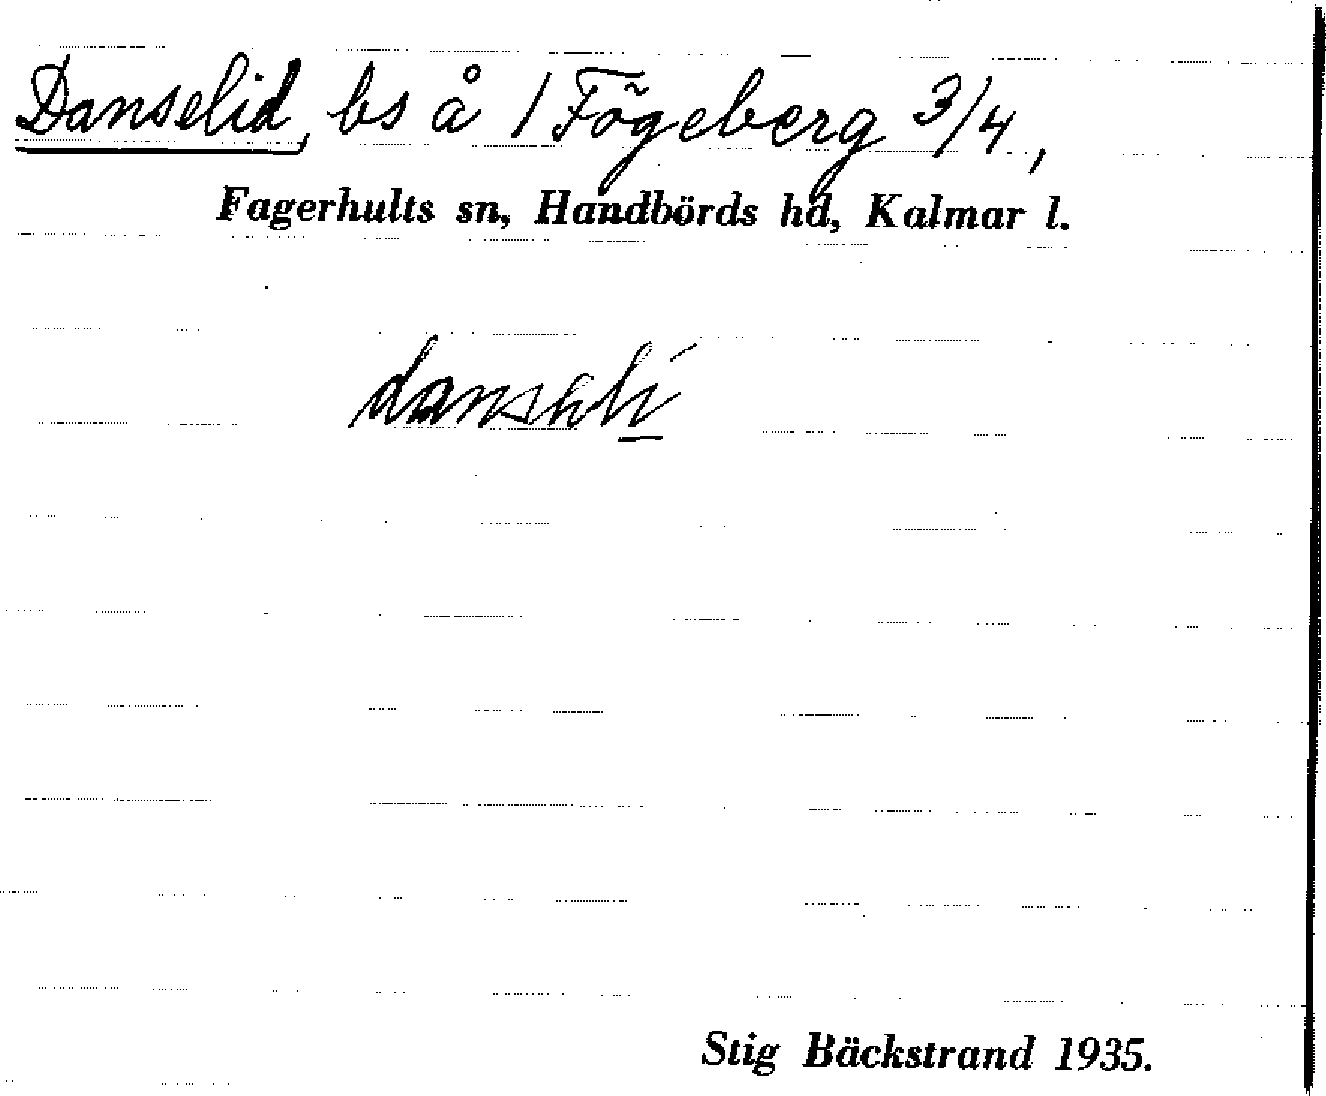 Danselid, bs å 1 Fögeberg 3/4,
Fagerhults sn, Handbörds hd, Kalmar l.
Stig Bäckstrand 1935.